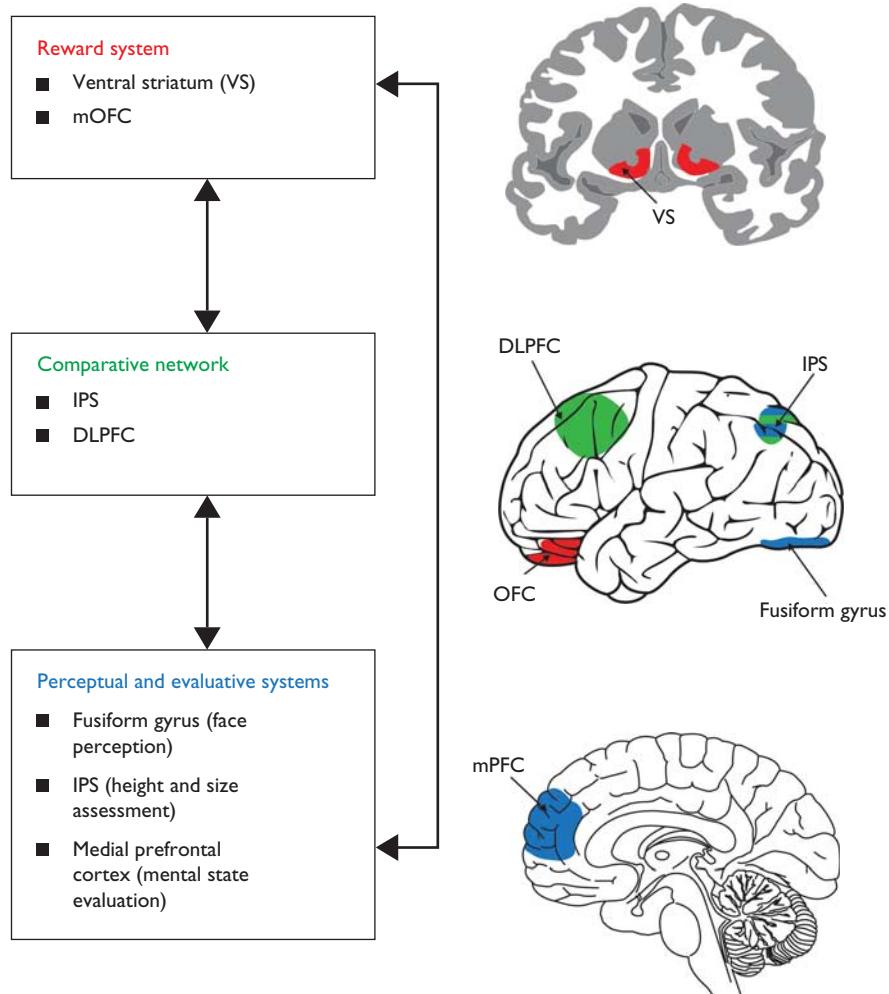 Reward system
Ventral striatum (VS)
mOFC
VS
Comparative network
IPS
DLPFC
DLPFC
IPS
OFC
Fusiform gyrus
Perceptual and evaluative systems
Fusiform gyrus (face
perception)
IPS (height and size
assessment)
Medial prefrontal
cortex (mental state
evaluation)
mPFC